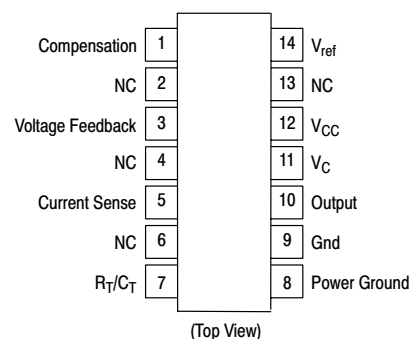 Compensation 1 14 Vref
NC 2 13 NC
Voltage Feedback 3 12 VCC
NC 4 11 VC
Current Sense 5 10 Output
NC 6 9 Gnd
RT/CT 7 8 Power Ground
(Top View)